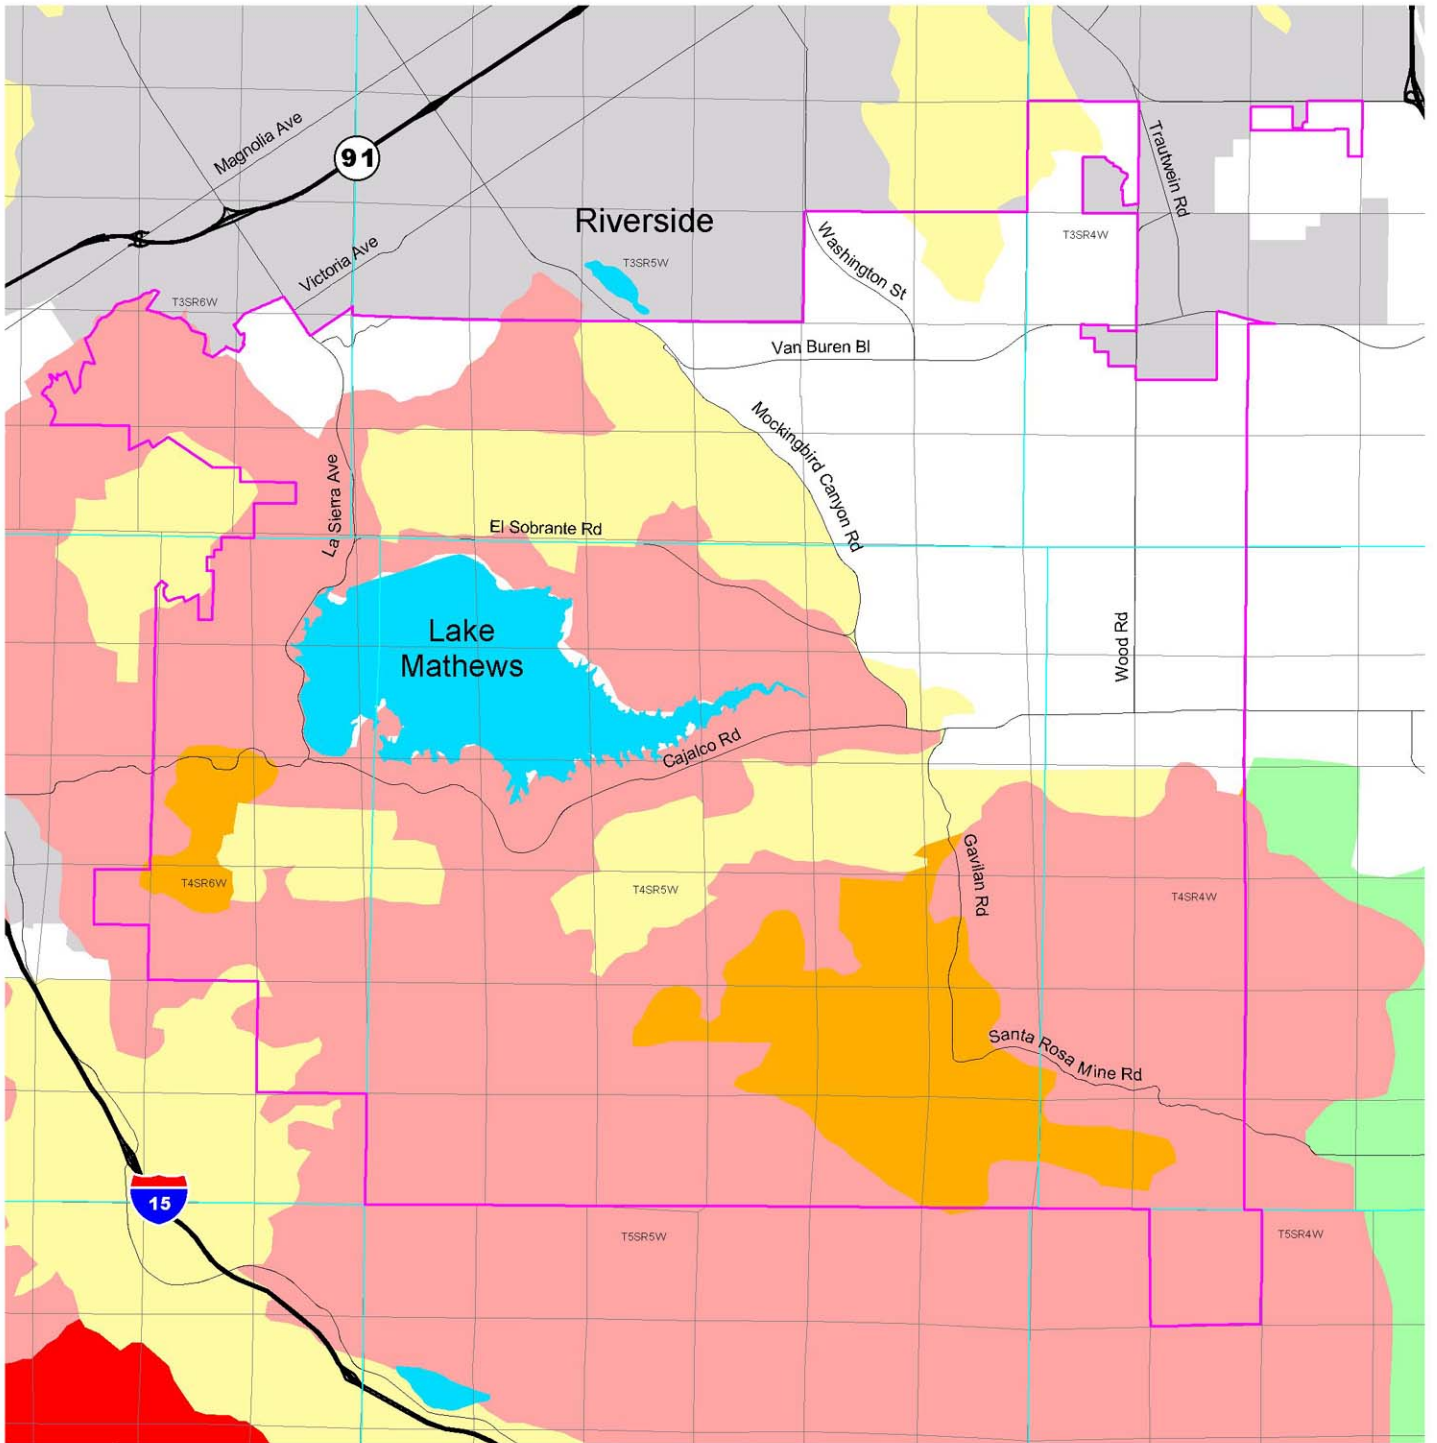 Magnolia Ave
91
Trautwein Rd
Riverside
Washington St
T3SR4W
Victoria Ave
T3SR5W
T3SR6W
Van Buren Bl
Mockingbird Canyon Rd
La Sierra Ave
El Sobrante Rd
Lake
Mathews
Wood Rd
Cajalco Rd
Gavilan Rd
T4SR6W
T4SR5W
T4SR4W
Santa Rosa Mine Rd
15
T5SR5W
T5SR4W